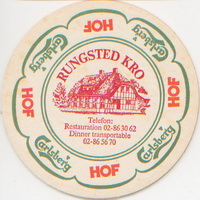 HOF
Carlsberg
HOF
Carlsberg
HOF
Carlsberg
HOF
Carlsberg
RUNGSTED KRO
Telefon:
Restauration 02-86 30 62
Dinner transportable
02-86 56 70